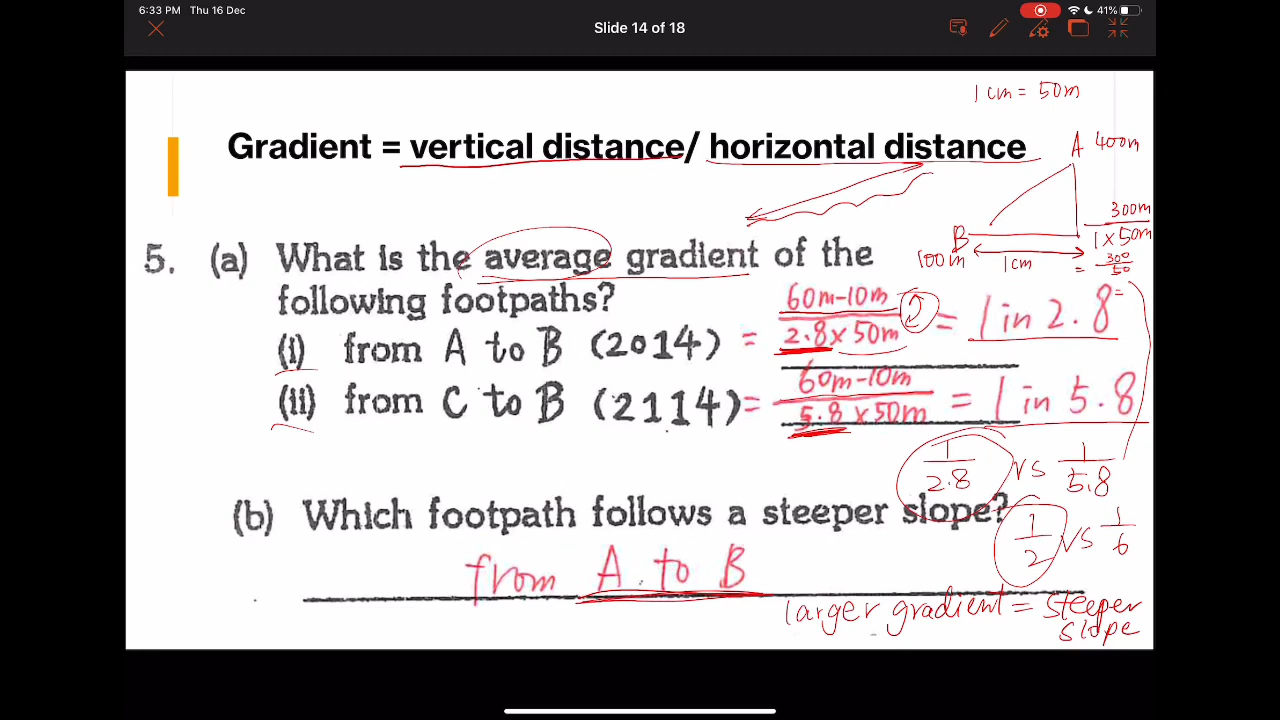 6:33 PM Thu 16 Dec
41%
Slide 14 of 18
1 cm = 50m
Gradient = vertical distance/ horizontal distance
A 400m
300m
1 x 50m
B
100m
1cm
= 300
50
=
5. (a) What is the average gradient of the
following footpaths?
(i) from A to B (2014) = 60m-10m
2.8 x 50m = 1 in 2.8
(ii) from C to B (2114) = 60m-10m
5.8 x 50m = 1 in 5.8
1
2.8 vs 1
5.8
(b) Which footpath follows a steeper slope?
1
2 vs 1
6
from A to B
larger gradient = steeper
slope